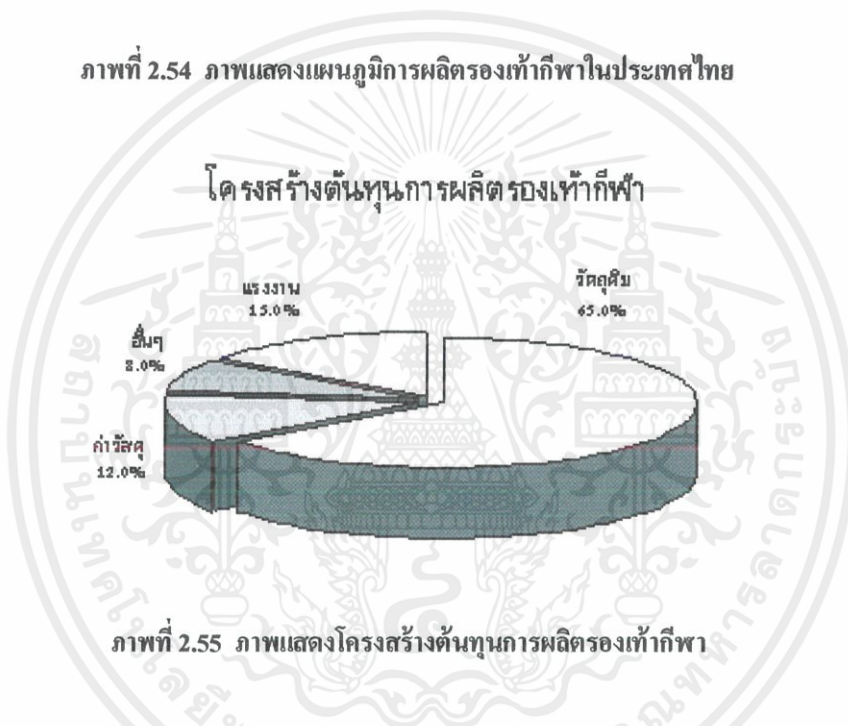 ภาพที่ 2.54 ภาพแสดงแผนภูมิการผลิตรองเท้ากีฬาในประเทศไทย
โครงสร้างต้นทุนการผลิตรองเท้ากีฬา
แรงงาน
15.0%
วัตถุดิบ
65.0%
อื่นๆ
8.0%
ค่าวัสดุ
12.0%
ภาพที่ 2.55 ภาพแสดงโครงสร้างต้นทุนการผลิตรองเท้ากีฬา